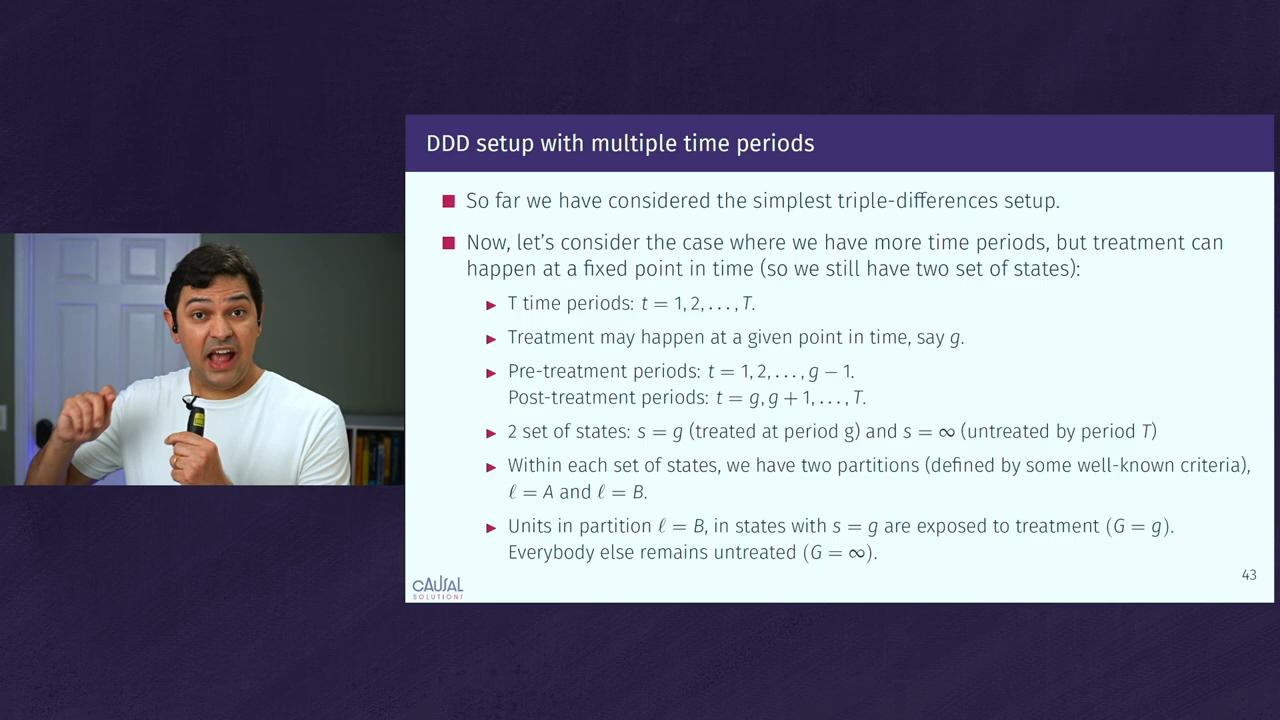 DDD setup with multiple time periods
So far we have considered the simplest triple-differences setup.
Now, let's consider the case where we have more time periods, but treatment can
happen at a fixed point in time (so we still have two set of states):
T time periods: t = 1, 2, . . . , T.
Treatment may happen at a given point in time, say g.
Pre-treatment periods: t = 1, 2, . . . , g − 1.
Post-treatment periods: t = g, g + 1, . . . , T.
2 set of states: s = g (treated at period g) and s = ∞ (untreated by period T)
Within each set of states, we have two partitions (defined by some well-known criteria),
ℓ = A and ℓ = B.
Units in partition ℓ = B, in states with s = g are exposed to treatment (G = g).
Everybody else remains untreated (G = ∞).
CAUSAL
SOLUTIONS
43